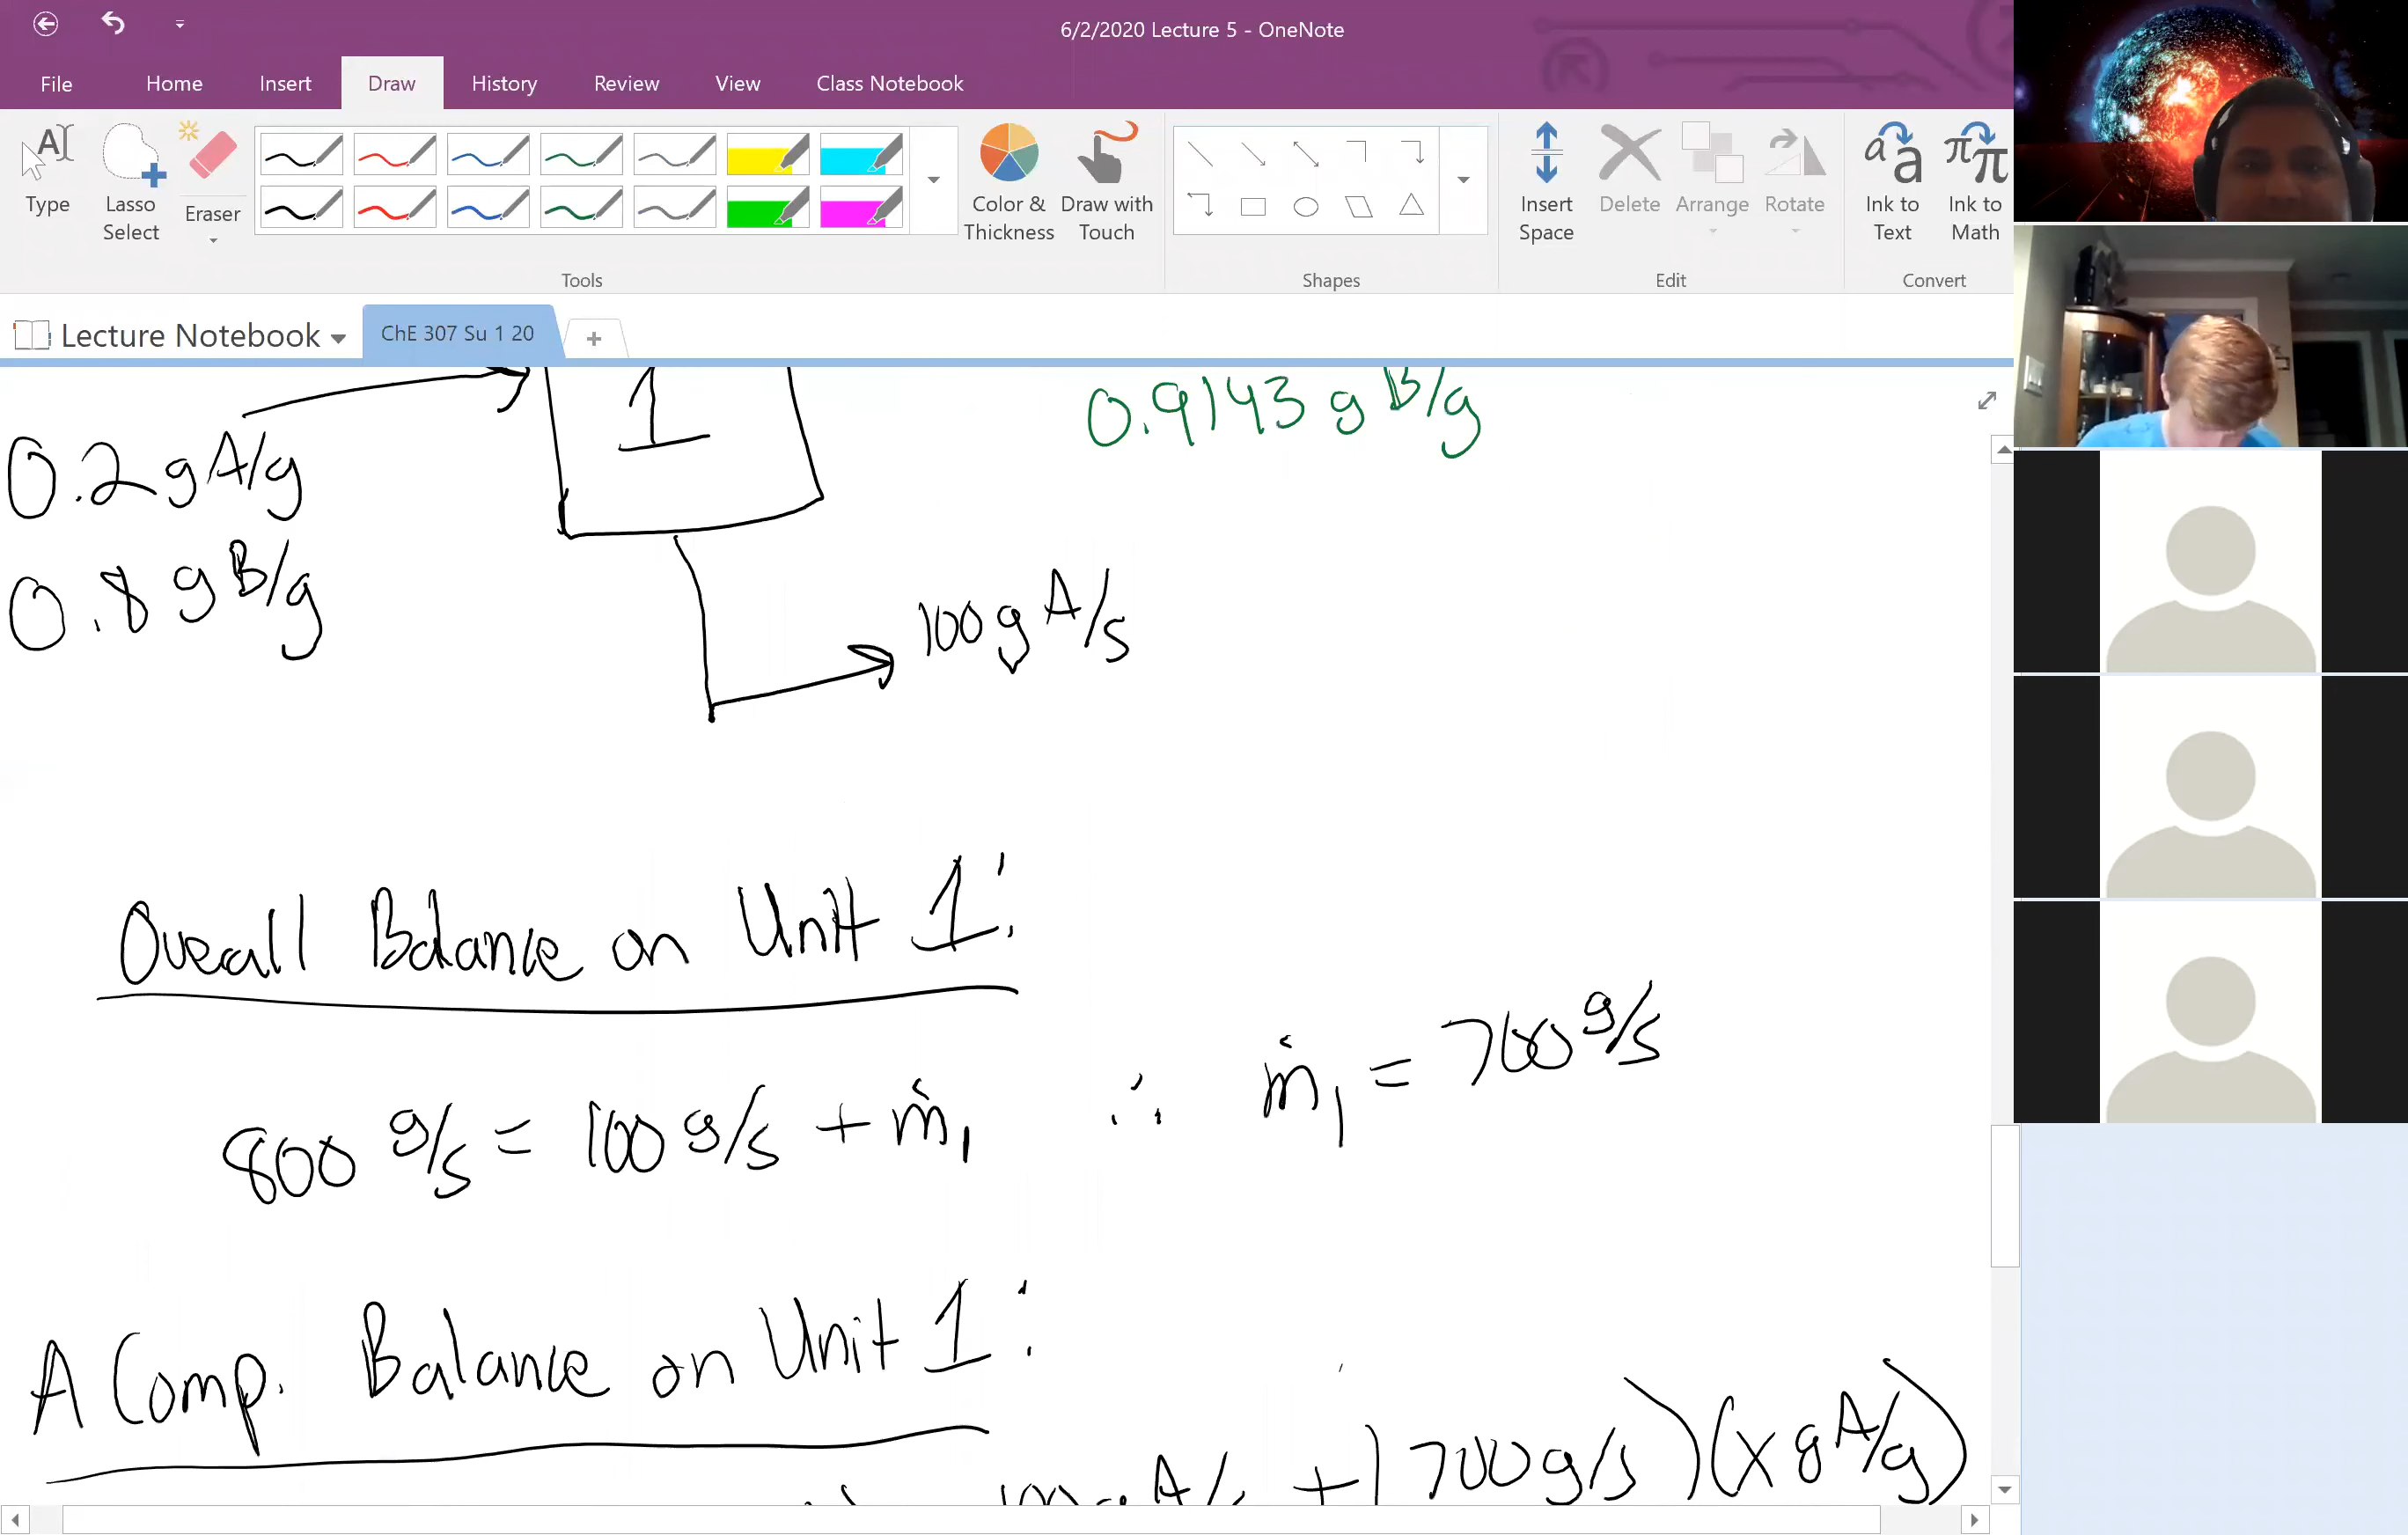 6/2/2020 Lecture 5 - OneNote
File Home Insert Draw History Review View Class Notebook
Type
Lasso Select
Eraser
Color & Thickness
Draw with Touch
Insert Space
Delete
Arrange
Rotate
Ink to Text
Ink to Math
Tools Shapes Edit Convert
Lecture Notebook
ChE 307 Su 1 20
1
0.9143 g B/g
0.2 g A/g
0.8 g B/g
100 g A/s
Overall Balance on Unit 1:
800 g/s = 100 g/s + ṁ₁ ∴ ṁ₁ = 700 g/s
A Comp. Balance on Unit 1:
+ (700 g/s)(x g A/g)